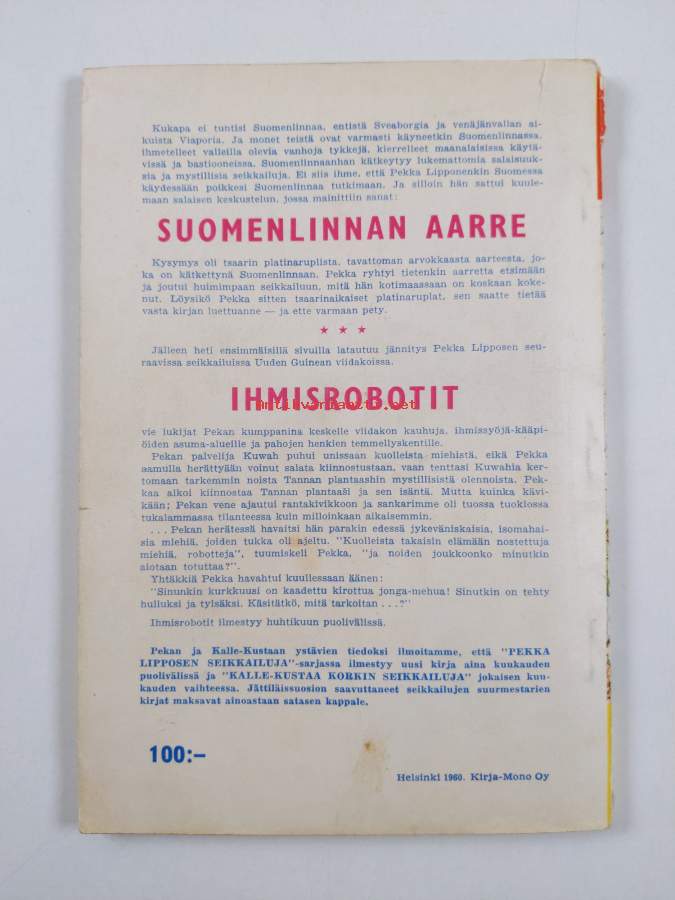 Kukapa ei tuntisi Suomenlinnaa, entistä Sveaborgia ja venäjänvallan ai-
kuista Viaporia. Ja monet teistä ovat varmasti käyneetkin Suomenlinnassa,
ihmetelleet valleilla olevia vanhoja tykkejä, kierrelleet maanalaisissa käytä-
vissä ja bastiooneissa. Suomenlinnaanhan kätkeytyy lukemattomia salaisuuk-
sia ja mystillisiä seikkailuja. Ei siis ihme, että Pekka Lipponenkin Suomessa
käydessään poikkesi Suomenlinnaa tutkimaan. Ja silloin hän sattui kuule-
maan salaisen keskustelun, jossa mainittiin sanat:
SUOMENLINNAN AARRE
Kysymys oli tsaarin platinaruplista, tavattoman arvokkaasta aarteesta, jo-
ka on kätkettynä Suomenlinnaan. Pekka ryhtyi tietenkin aarretta etsimään
ja joutui huimimpaan seikkailuun, mitä hän kotimaassaan on koskaan koke-
nut. Löysikö Pekka sitten tsaarinaikaiset platinaruplat, sen saatte tietää
vasta kirjan luettuanne — ja ette varmaan pety.
★ ★ ★
Jälleen heti ensimmäisillä sivuilla latautuu jännitys Pekka Lipposen seu-
raavissa seikkailuissa Uuden Guinean viidakoissa.
IHMISROBOTIT
Antikvariaatti.net
vie lukijat Pekan kumppanina keskelle viidakon kauhuja, ihmissyöjä-kääpi-
öiden asuma-alueille ja pahojen henkien temmellyskentille.
Pekan palvelija Kuwah puhui unissaan kuolleista miehistä, eikä Pekka
aamulla herättyään voinut salata kiinnostustaan, vaan tenttasi Kuwahia ker-
tomaan tarkemmin noista Tannan plantaashin mystillisistä olennoista. Pek-
kaa alkoi kiinnostaa Tannan plantaaši ja sen isäntä. Mutta kuinka kävi-
kään; Pekan vene ajautui rantakivikkoon ja sankarimme oli tuossa tuoklossa
tukalammassa tilanteessa kuin milloinkaan aikaisemmin.
. . . Pekan herätessä havaitsi hän parakin edessä jykeväniskaisia, isomahai-
sia miehiä, joiden tukka oli ajeltu. "Kuolleista takaisin elämään nostettuja
miehiä, robotteja", tuumiskeli Pekka, "ja noiden joukkoonko minutkin
aiotaan totuttaa?".
Yhtäkkiä Pekka havahtui kuullessaan äänen:
"Sinunkin kurkkuusi on kaadettu kirottua jonga-mehua! Sinutkin on tehty
hulluksi ja tylsäksi. Käsitätkö, mitä tarkoitan . . .?"
Ihmisrobotit ilmestyy huhtikuun puolivälissä.
Pekan ja Kalle-Kustaan ystävien tiedoksi ilmoitamme, että "PEKKA
LIPPOSEN SEIKKAILUJA"-sarjassa ilmestyy uusi kirja aina kuukauden
puolivälissä ja "KALLE-KUSTAA KORKIN SEIKKAILUJA" jokaisen kuu-
kauden vaihteessa. Jättiläissuosion saavuttaneet seikkailujen suurmestarien
kirjat maksavat ainoastaan satasen kappale.
100:–
Helsinki 1960. Kirja-Mono Oy